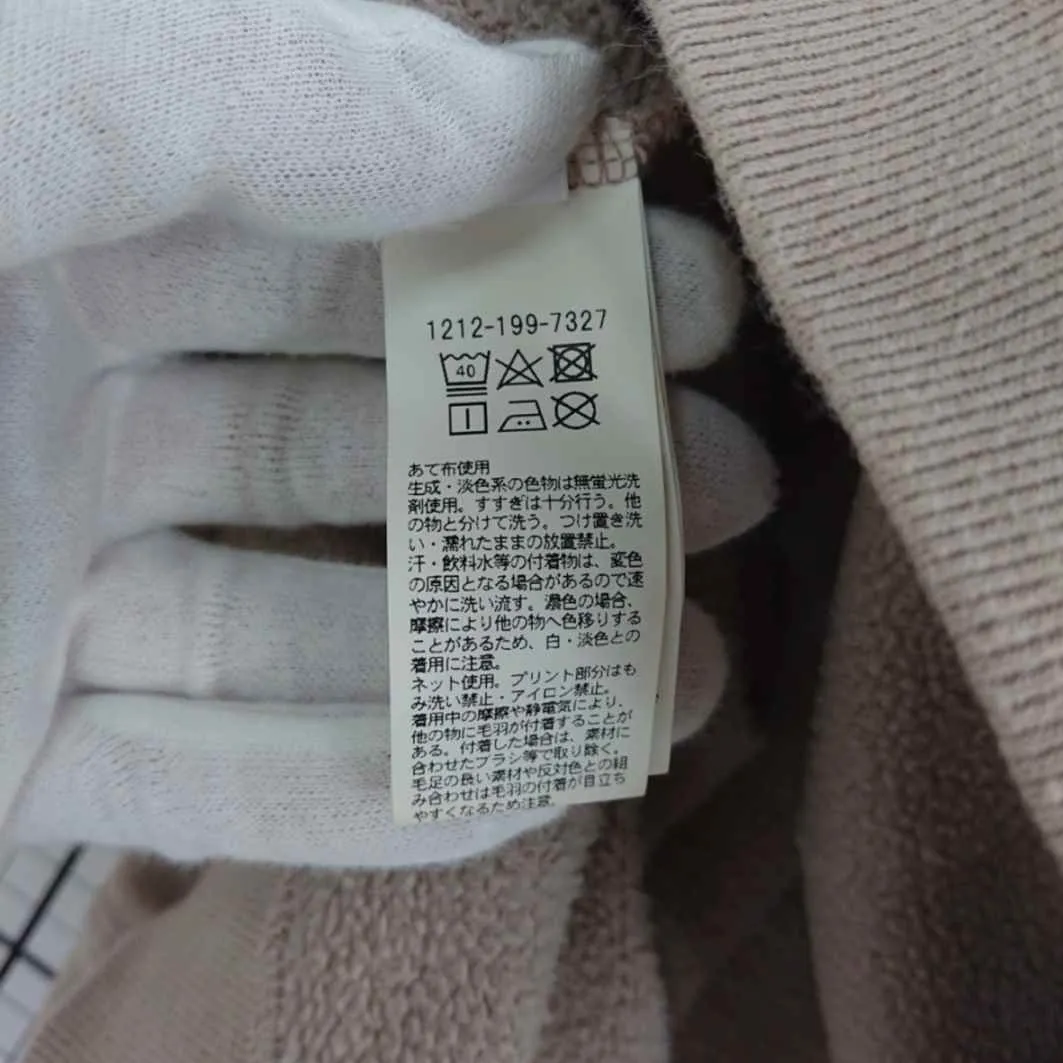 1212-199-7327
40
あて布使用
生成・淡色系の色物は無蛍光洗
剤使用。すすぎは十分行う。他
の物と分けて洗う。つけ置き洗
い・濡れたままの放置禁止。
汗・飲料水等の付着物は、変色
の原因となる場合があるので速
やかに洗い流す。濃色の場合、
摩擦により他の物へ色移りする
ことがあるため、白・淡色との
着用に注意。
ネット使用。プリント部分はも
み洗い禁止・アイロン禁止。
着用中の摩擦や静電気により、
他の物に毛羽が付着することが
ある。付着した場合は、素材に
合わせたブラシ等で取り除く。
毛足の長い素材や反対色との組
み合わせは毛羽の付着が目立ち
やすくなるため注意。